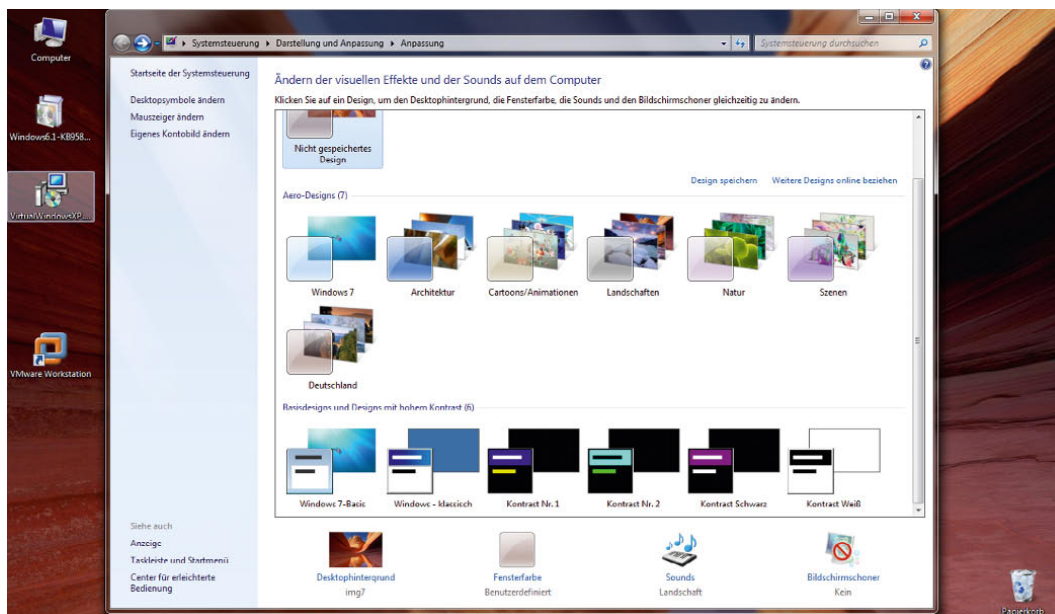 Computer
Windows6.1-KB958...
VirtualWindowsXP...
VMware Workstation
Papierkorb
Systemsteuerung ▸ Darstellung und Anpassung ▸ Anpassung
Systemsteuerung durchsuchen
Startseite der Systemsteuerung
Desktopsymbole ändern
Mauszeiger ändern
Eigenes Kontobild ändern
Siehe auch
Anzeige
Taskleiste und Startmenü
Center für erleichterte
Bedienung
Ändern der visuellen Effekte und der Sounds auf dem Computer
Klicken Sie auf ein Design, um den Desktophintergrund, die Fensterfarbe, die Sounds und den Bildschirmschoner gleichzeitig zu ändern.
Nicht gespeichertes
Design
Design speichern Weitere Designs online beziehen
Aero-Designs (7)
Windows 7 Architektur Cartoons/Animationen Landschaften Natur Szenen
Deutschland
Basisdesigns und Designs mit hohem Kontrast (6)
Windows 7-Basic Windows - klassisch Kontrast Nr. 1 Kontrast Nr. 2 Kontrast Schwarz Kontrast Weiß
Desktophintergrund Fensterfarbe Sounds Bildschirmschoner
img7 Benutzerdefiniert Landschaft Kein